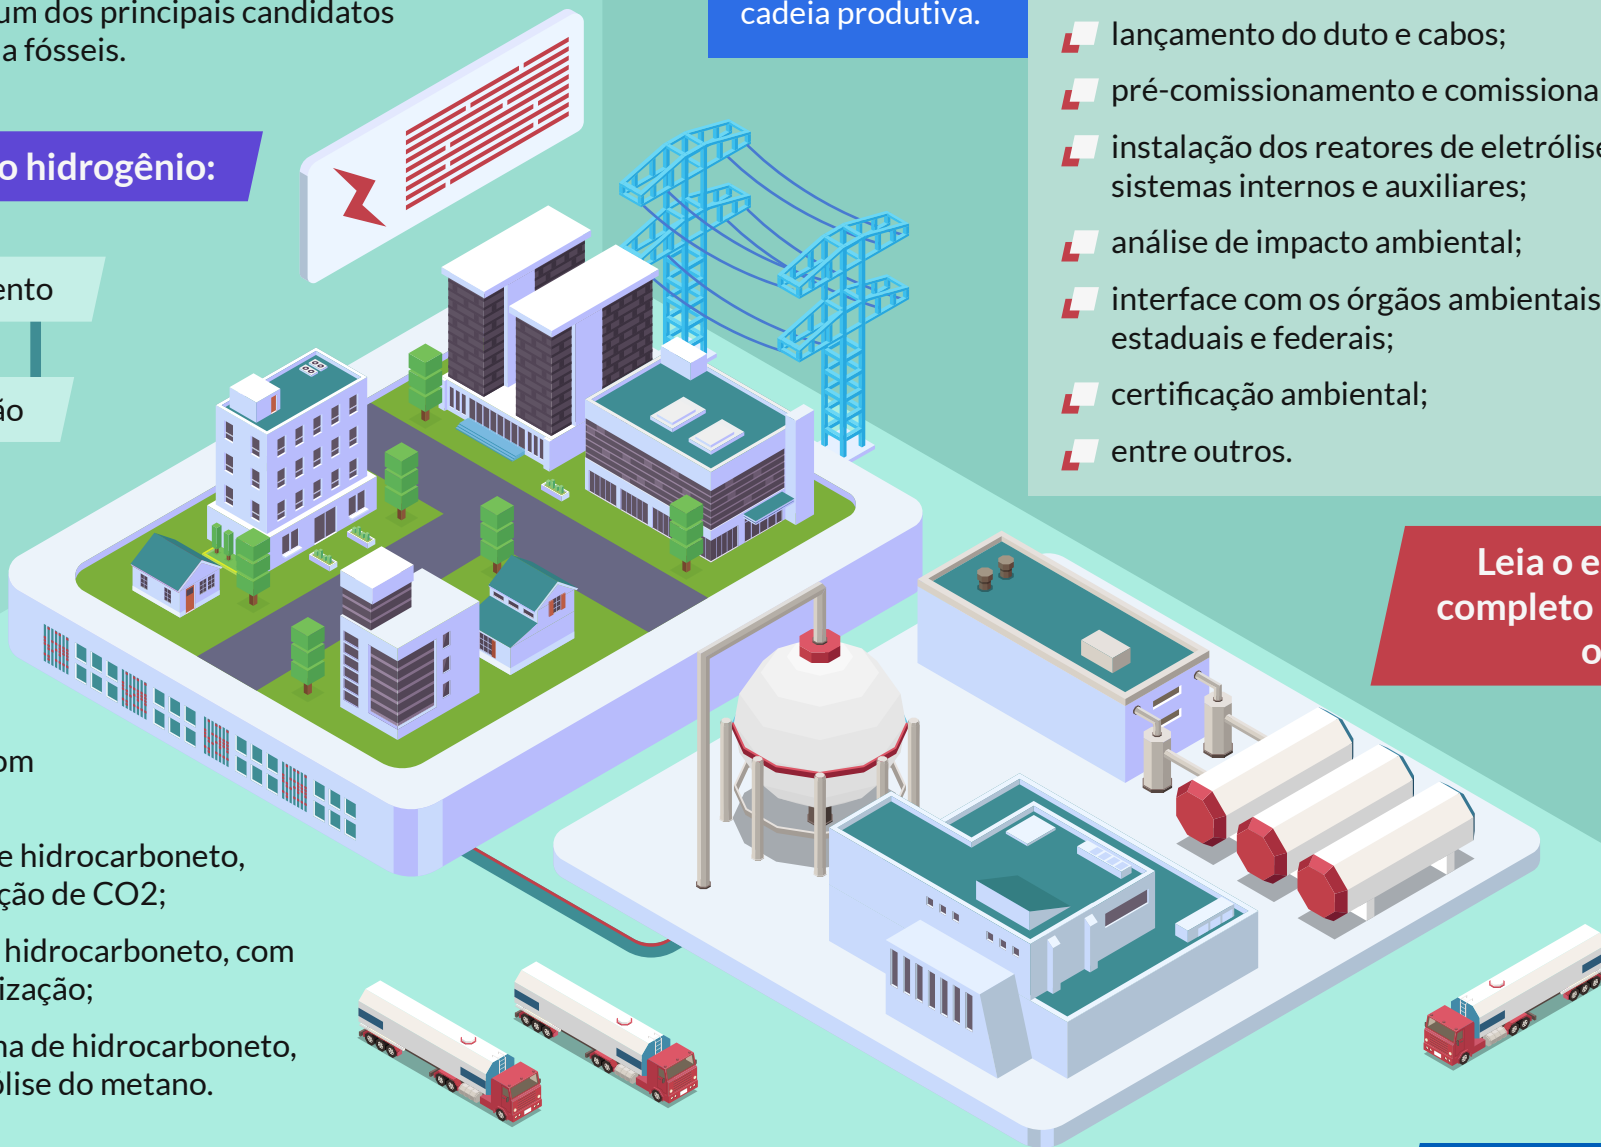 um dos principais candidatos
a fósseis.
o hidrogênio:
ento
ão
om
e hidrocarboneto,
ção de CO2;
hidrocarboneto, com
ização;
na de hidrocarboneto,
ólise do metano.
cadeia produtiva.
lançamento do duto e cabos;
pré-comissionamento e comissiona
instalação dos reatores de eletrólise
sistemas internos e auxiliares;
análise de impacto ambiental;
interface com os órgãos ambientais
estaduais e federais;
certificação ambiental;
entre outros.
Leia o e
completo
o